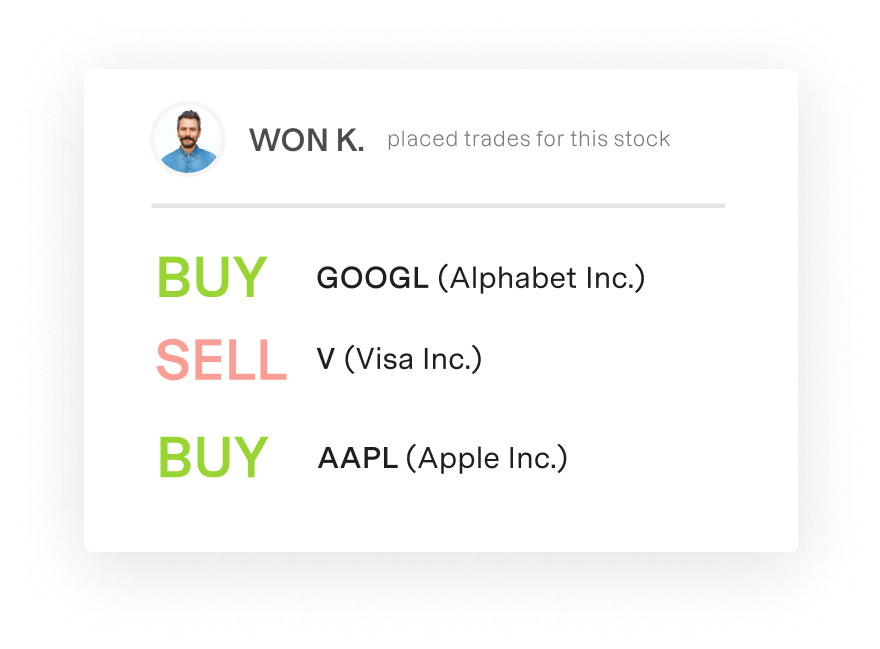 WON K. placed trades for this stock
BUY GOOGL (Alphabet Inc.)
SELL V (Visa Inc.)
BUY AAPL (Apple Inc.)